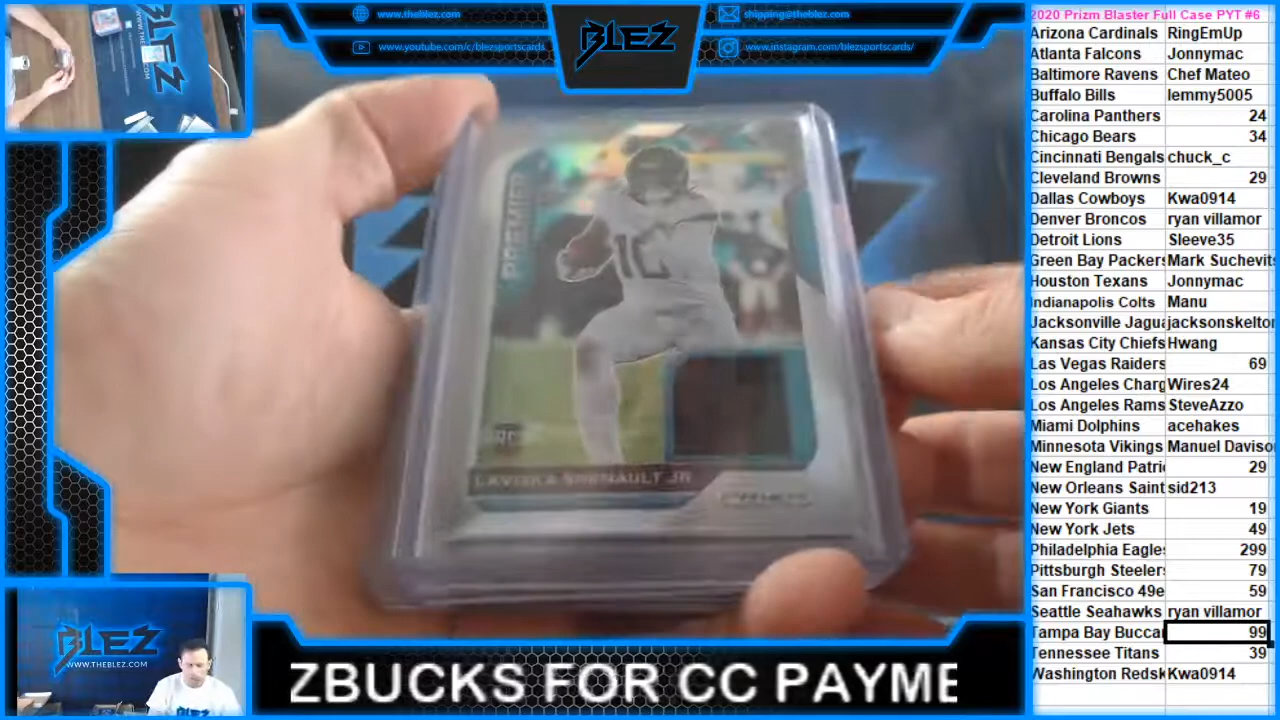 www.theblez.com
www.youtube.com/c/blezsportscards
BLEZ
shipping@theblez.com
www.instagram.com/blezsportscards/
10
LAVISKA SHENAULT JR
BLEZ
WWW.THEBLEZ.COM
ZBUCKS FOR CC PAYME
2020 Prizm Blaster Full Case PYT #6
Arizona Cardinals RingEmUp
Atlanta Falcons Jonnymac
Baltimore Ravens Chef Mateo
Buffalo Bills lemmy5005
Carolina Panthers 24
Chicago Bears 34
Cincinnati Bengals chuck_c
Cleveland Browns 29
Dallas Cowboys Kwa0914
Denver Broncos ryan villamor
Detroit Lions Sleeve35
Green Bay Packers Mark Suchevits
Houston Texans Jonnymac
Indianapolis Colts Manu
Jacksonville Jagua jacksonskelton
Kansas City Chiefs Hwang
Las Vegas Raiders 69
Los Angeles Charg Wires24
Los Angeles Rams SteveAzzo
Miami Dolphins acehakes
Minnesota Vikings Manuel Davison
New England Patri 29
New Orleans Saint sid213
New York Giants 19
New York Jets 49
Philadelphia Eagles 299
Pittsburgh Steelers 79
San Francisco 49e 59
Seattle Seahawks ryan villamor
Tampa Bay Buccan 99
Tennessee Titans 39
Washington Redsk Kwa0914